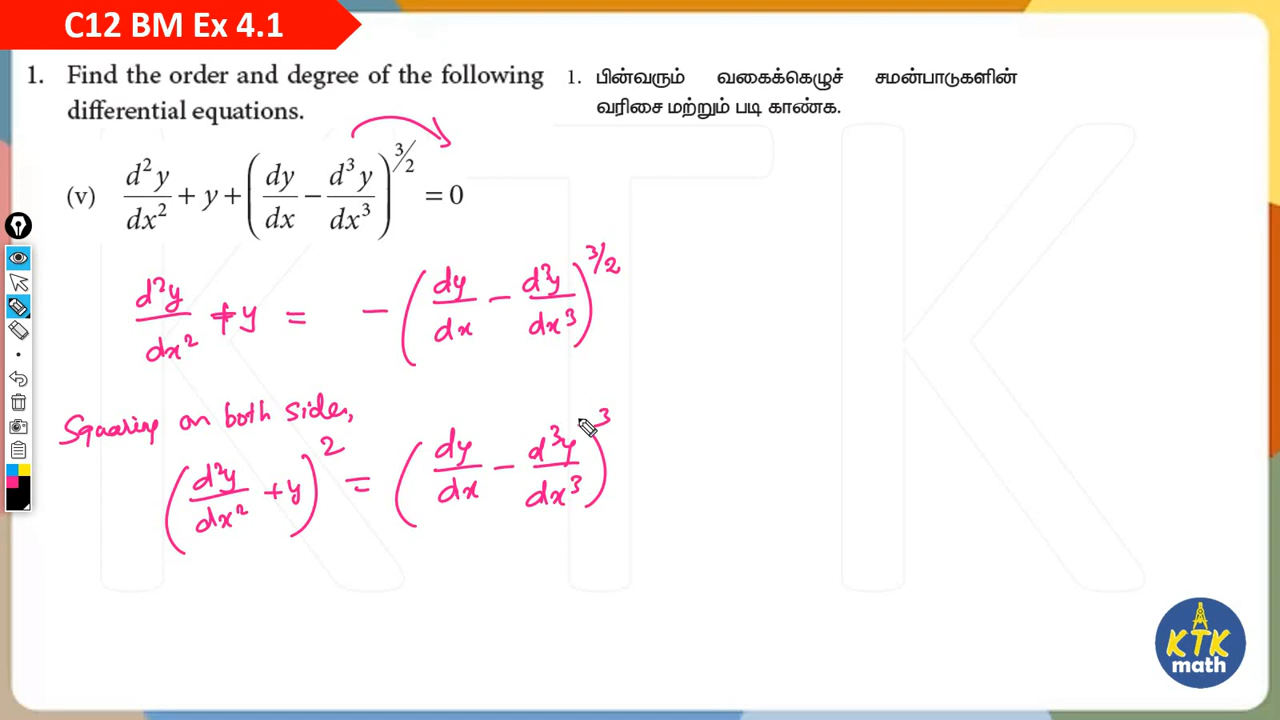 C12 BM Ex 4.1
1. Find the order and degree of the following
differential equations.
1. பின்வரும் வகைக்கெழுச் சமன்பாடுகளின்
வரிசை மற்றும் படி காண்க.
(v) d²y/dx² + y + (dy/dx − d³y/dx³)^3/2 = 0
d²y/dx² + y = − (dy/dx − d³y/dx³)^3/2
Squaring on both sides,
(d²y/dx² + y)² = (dy/dx − d³y/dx³)³
KTK
math